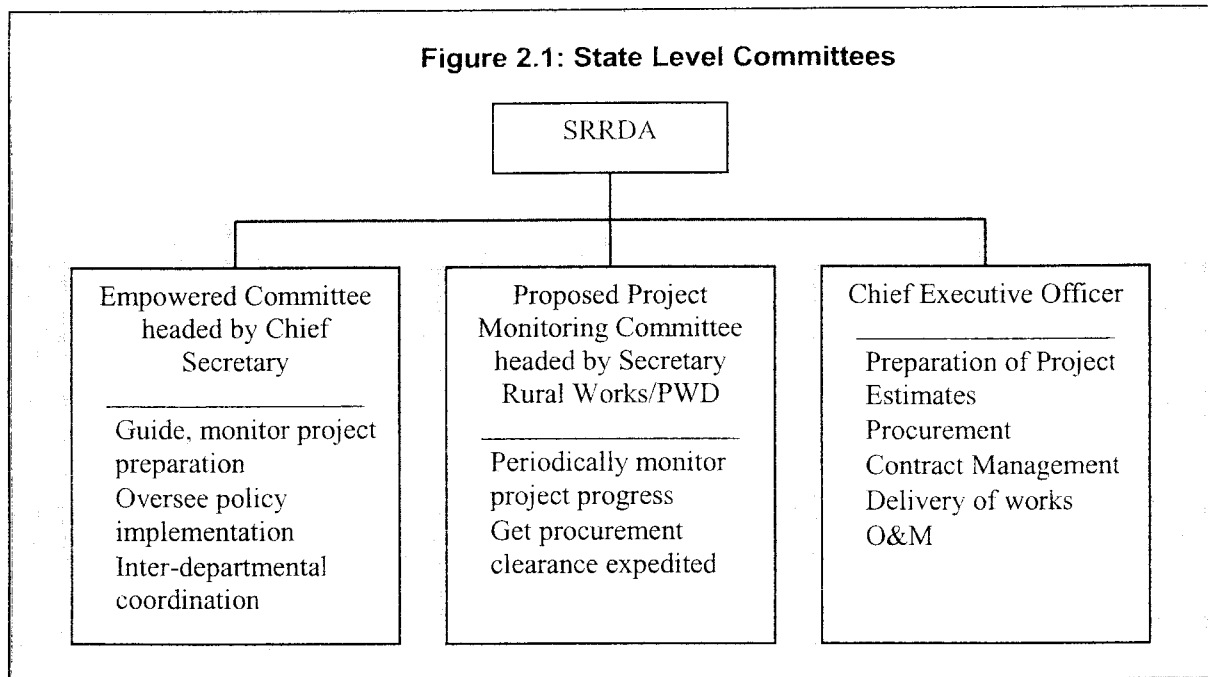 Figure 2.1: State Level Committees
SRRDA
Empowered Committee
headed by Chief
Secretary
Guide, monitor project
preparation
Oversee policy
implementation
Inter-departmental
coordination
Proposed Project
Monitoring Committee
headed by Secretary
Rural Works/PWD
Periodically monitor
project progress
Get procurement
clearance expedited
Chief Executive Officer
Preparation of Project
Estimates
Procurement
Contract Management
Delivery of works
O&M